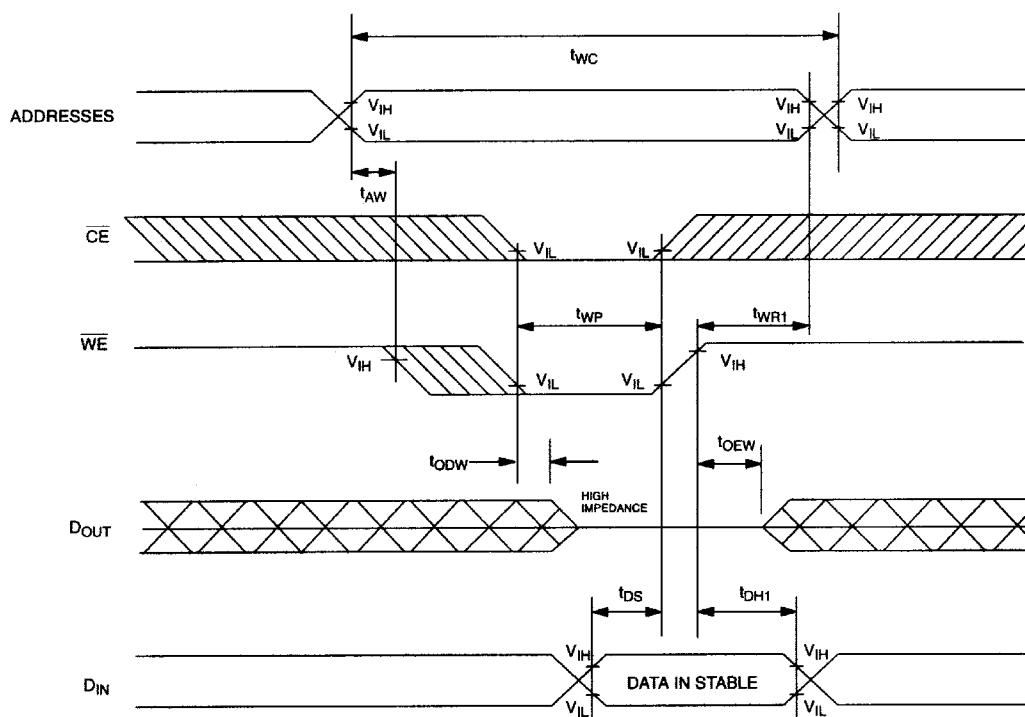 tWC
ADDRESSES
VIH
VIL
VIH
VIL
VIH
VIL
tAW
CE
VIL
VIL
tWP
tWR1
WE
VIH
VIL
VIL
VIH
tODW
tOEW
HIGH
IMPEDANCE
DOUT
tDS
tDH1
VIH
VIH
DIN
DATA IN STABLE
VIL
VIL